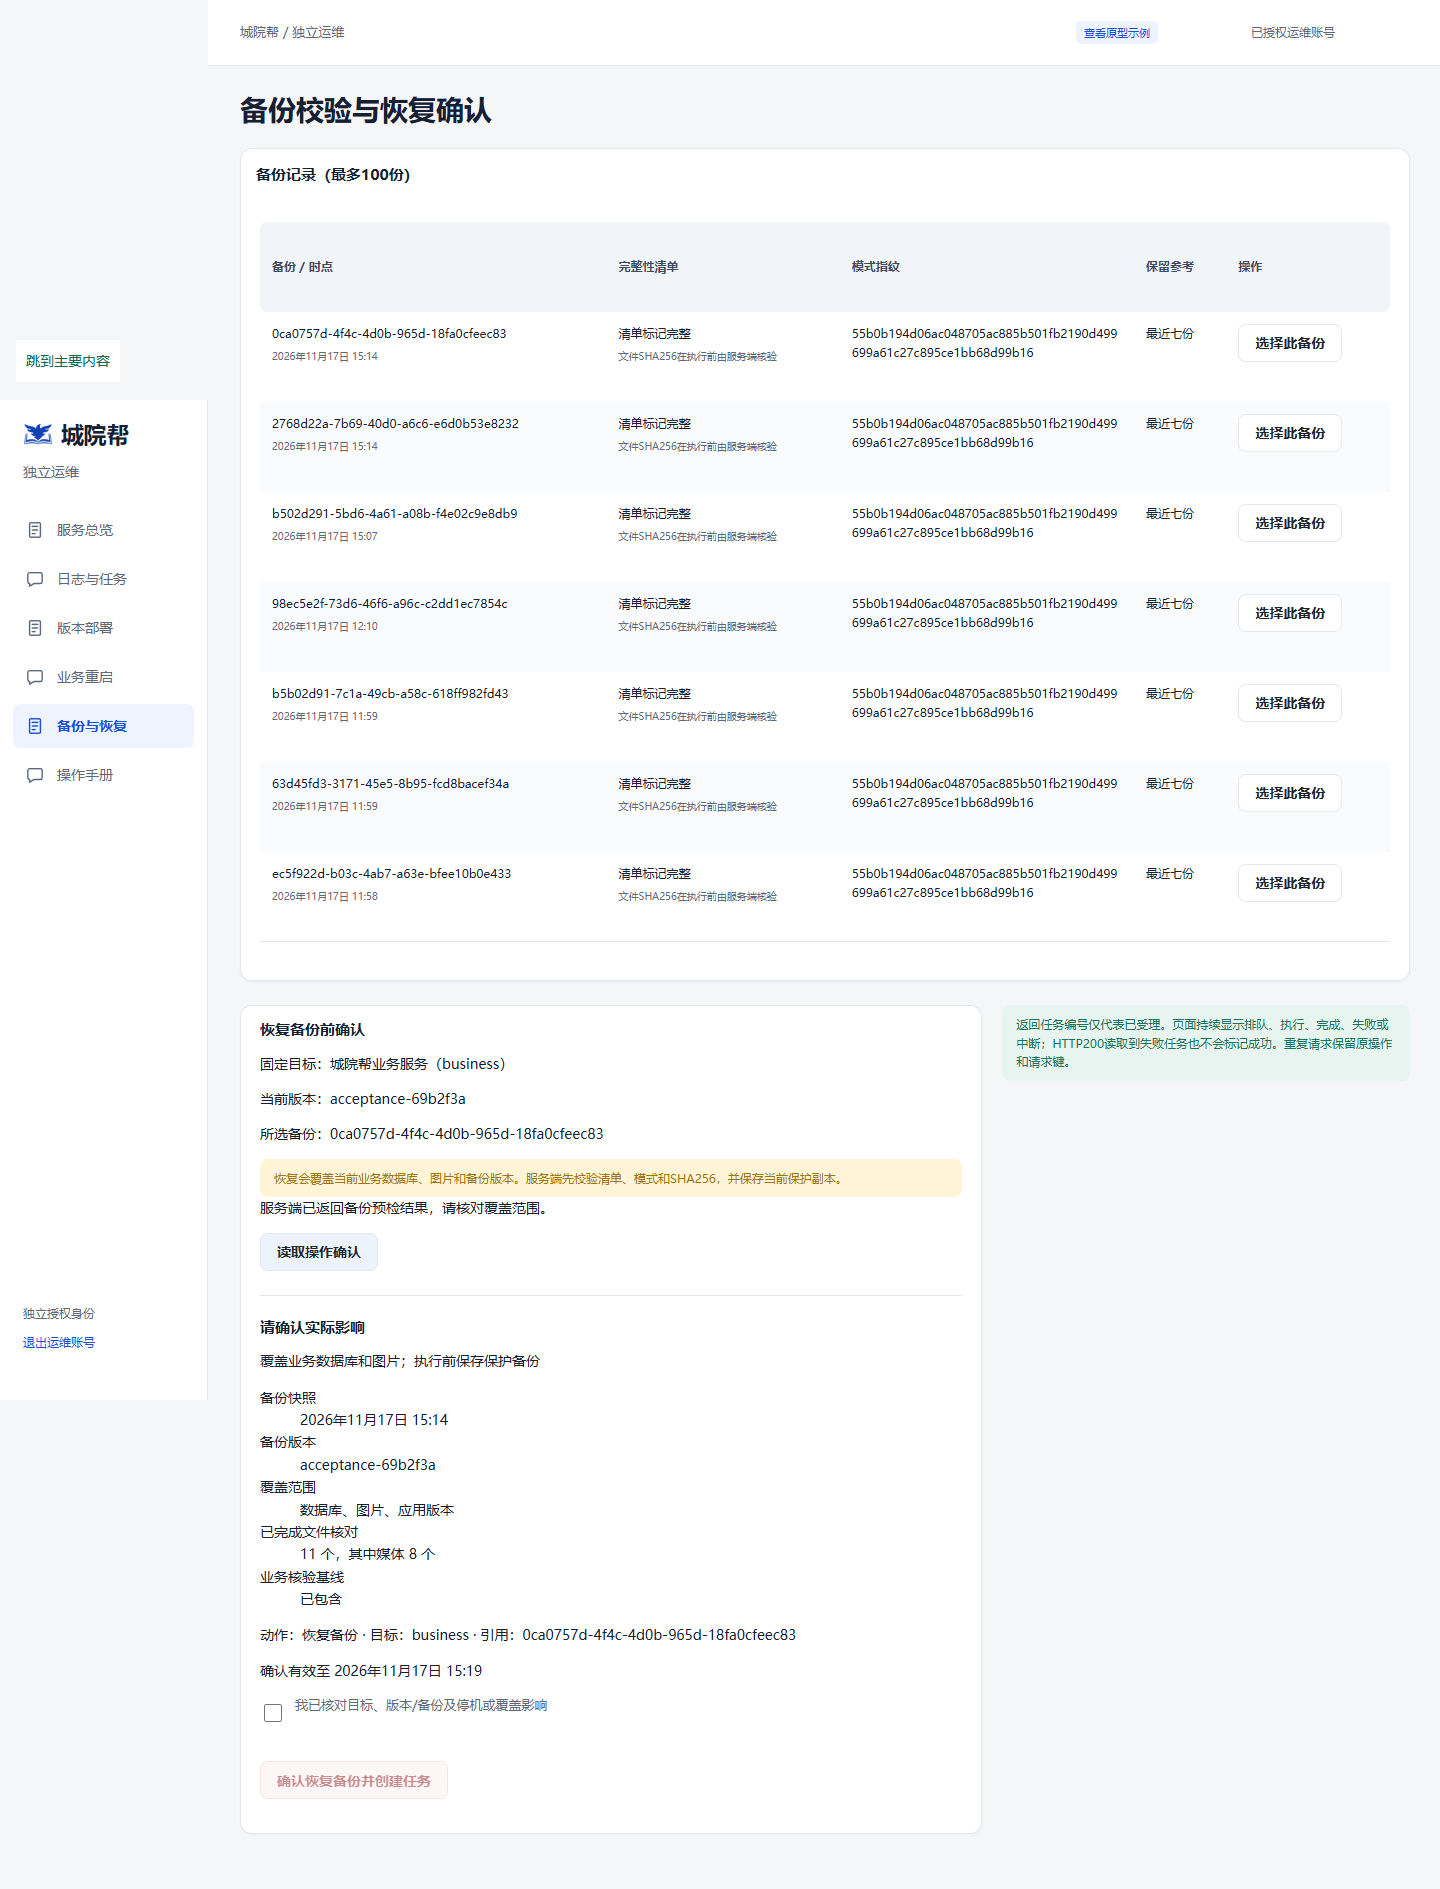 城院帮 / 独立运维
查看原型示例
已授权运维账号
跳到主要内容
城院帮
独立运维
服务总览
日志与任务
版本部署
业务重启
备份与恢复
操作手册
独立授权身份
退出运维账号
备份校验与恢复确认
备份记录（最多100份）
备份 / 时点
完整性清单
模式指纹
保留参考
操作
0ca0757d-4f4c-4d0b-965d-18fa0cfeec83
2026年11月17日 15:14
清单标记完整
文件SHA256在执行前由服务端核验
55b0b194d06ac048705ac885b501fb2190d499
699a61c27c895ce1bb68d99b16
最近七份
选择此备份
2768d22a-7b69-40d0-a6c6-e6d0b53e8232
2026年11月17日 15:14
清单标记完整
文件SHA256在执行前由服务端核验
55b0b194d06ac048705ac885b501fb2190d499
699a61c27c895ce1bb68d99b16
最近七份
选择此备份
b502d291-5bd6-4a61-a08b-f4e02c9e8db9
2026年11月17日 15:07
清单标记完整
文件SHA256在执行前由服务端核验
55b0b194d06ac048705ac885b501fb2190d499
699a61c27c895ce1bb68d99b16
最近七份
选择此备份
98ec5e2f-73d6-46f6-a96c-c2dd1ec7854c
2026年11月17日 12:10
清单标记完整
文件SHA256在执行前由服务端核验
55b0b194d06ac048705ac885b501fb2190d499
699a61c27c895ce1bb68d99b16
最近七份
选择此备份
b5b02d91-7c1a-49cb-a58c-618ff982fd43
2026年11月17日 11:59
清单标记完整
文件SHA256在执行前由服务端核验
55b0b194d06ac048705ac885b501fb2190d499
699a61c27c895ce1bb68d99b16
最近七份
选择此备份
63d45fd3-3171-45e5-8b95-fcd8bacef34a
2026年11月17日 11:59
清单标记完整
文件SHA256在执行前由服务端核验
55b0b194d06ac048705ac885b501fb2190d499
699a61c27c895ce1bb68d99b16
最近七份
选择此备份
ec5f922d-b03c-4ab7-a63e-bfee10b0e433
2026年11月17日 11:58
清单标记完整
文件SHA256在执行前由服务端核验
55b0b194d06ac048705ac885b501fb2190d499
699a61c27c895ce1bb68d99b16
最近七份
选择此备份
恢复备份前确认
固定目标：城院帮业务服务（business）
当前版本：acceptance-69b2f3a
所选备份：0ca0757d-4f4c-4d0b-965d-18fa0cfeec83
恢复会覆盖当前业务数据库、图片和备份版本。服务端先校验清单、模式和SHA256，并保存当前保护副本。
服务端已返回备份预检结果，请核对覆盖范围。
读取操作确认
请确认实际影响
覆盖业务数据库和图片；执行前保存保护备份
备份快照
2026年11月17日 15:14
备份版本
acceptance-69b2f3a
覆盖范围
数据库、图片、应用版本
已完成文件核对
11 个，其中媒体 8 个
业务核验基线
已包含
动作：恢复备份 · 目标：business · 引用：0ca0757d-4f4c-4d0b-965d-18fa0cfeec83
确认有效至 2026年11月17日 15:19
我已核对目标、版本/备份及停机或覆盖影响
确认恢复备份并创建任务
返回任务编号仅代表已受理。页面持续显示排队、执行、完成、失败或
中断；HTTP200读取到失败任务也不会标记成功。重复请求保留原操作
和请求键。